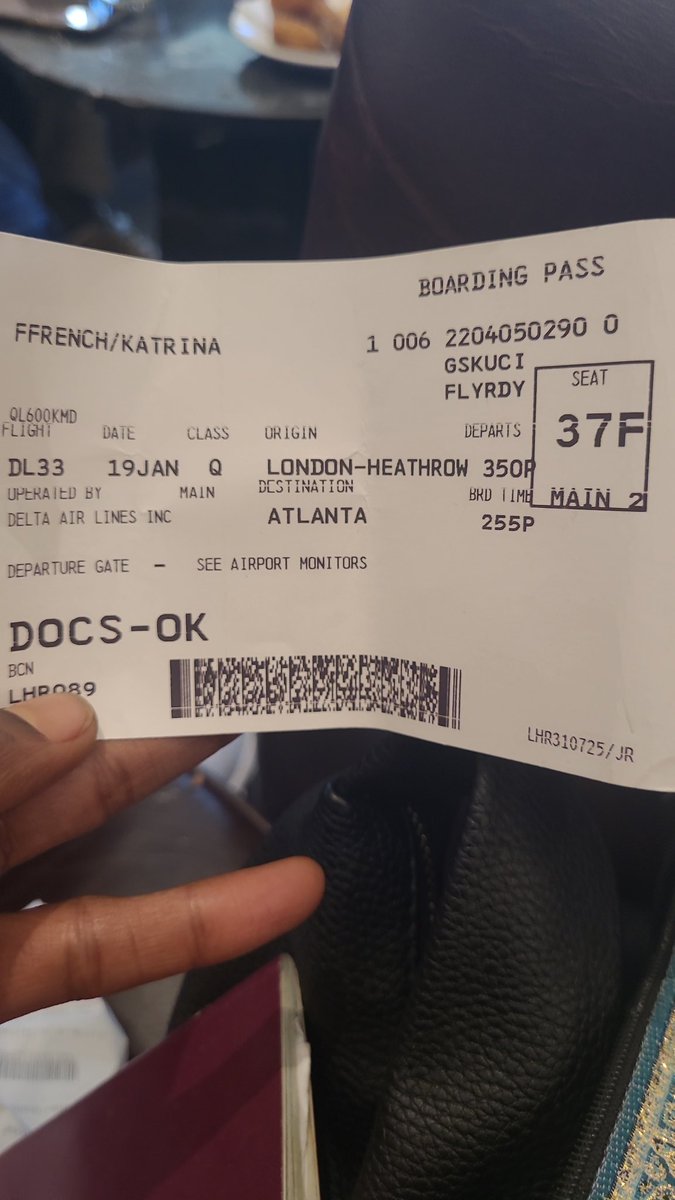 BOARDING PASS
FFRENCH/KATRINA
1 006 2204050290 0
GSKUCI
FLYRDY
SEAT
37F
QL600KMD
FLIGHT DATE CLASS ORIGIN DEPARTS
DL33 19JAN Q LONDON-HEATHROW 350P
OPERATED BY MAIN DESTINATION BRD TIME MAIN 2
DELTA AIR LINES INC ATLANTA 255P
DEPARTURE GATE - SEE AIRPORT MONITORS
DOCS-OK
BCN
LHR089
LHR310725/JR